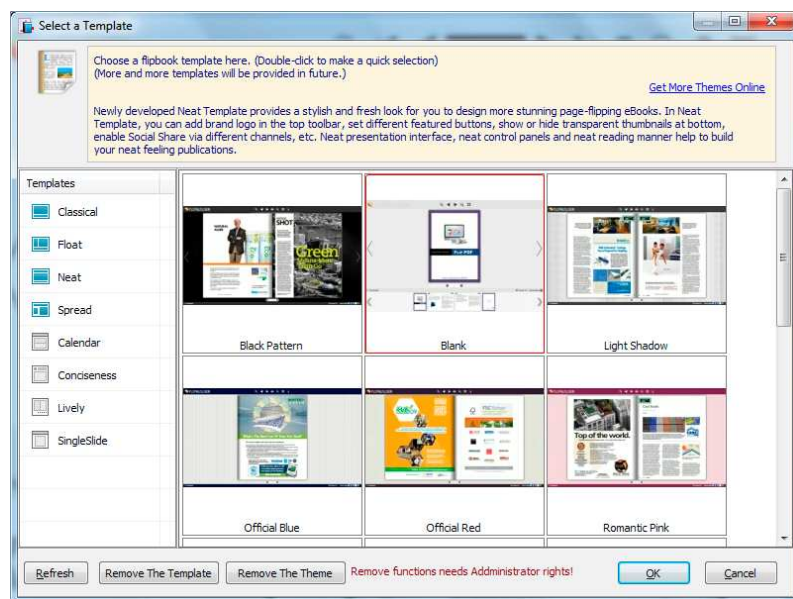 Select a Template
Choose a flipbook template here. (Double-click to make a quick selection)
(More and more templates will be provided in future.)
Get More Themes Online
Newly developed Neat Template provides a stylish and fresh look for you to design more stunning page-flipping eBooks. In Neat
Template, you can add brand logo in the top toolbar, set different featured buttons, show or hide transparent thumbnails at bottom,
enable Social Share via different channels, etc. Neat presentation interface, neat control panels and neat reading manner help to build
your neat feeling publications.
Templates
Classical
Float
Neat
Spread
Calendar
Conciseness
Lively
SingleSlide
SHOT
Green
Black Pattern
Blank
Light Shadow
Top of the world.
Official Blue
Official Red
Romantic Pink
Refresh
Remove The Template
Remove The Theme
Remove functions needs Addministrator rights!
OK
Cancel